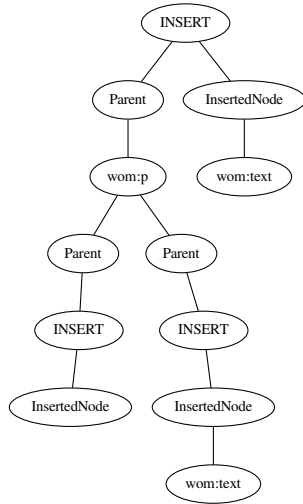 INSERT
Parent
InsertedNode
wom:p
wom:text
Parent
Parent
INSERT
INSERT
InsertedNode
InsertedNode
wom:text